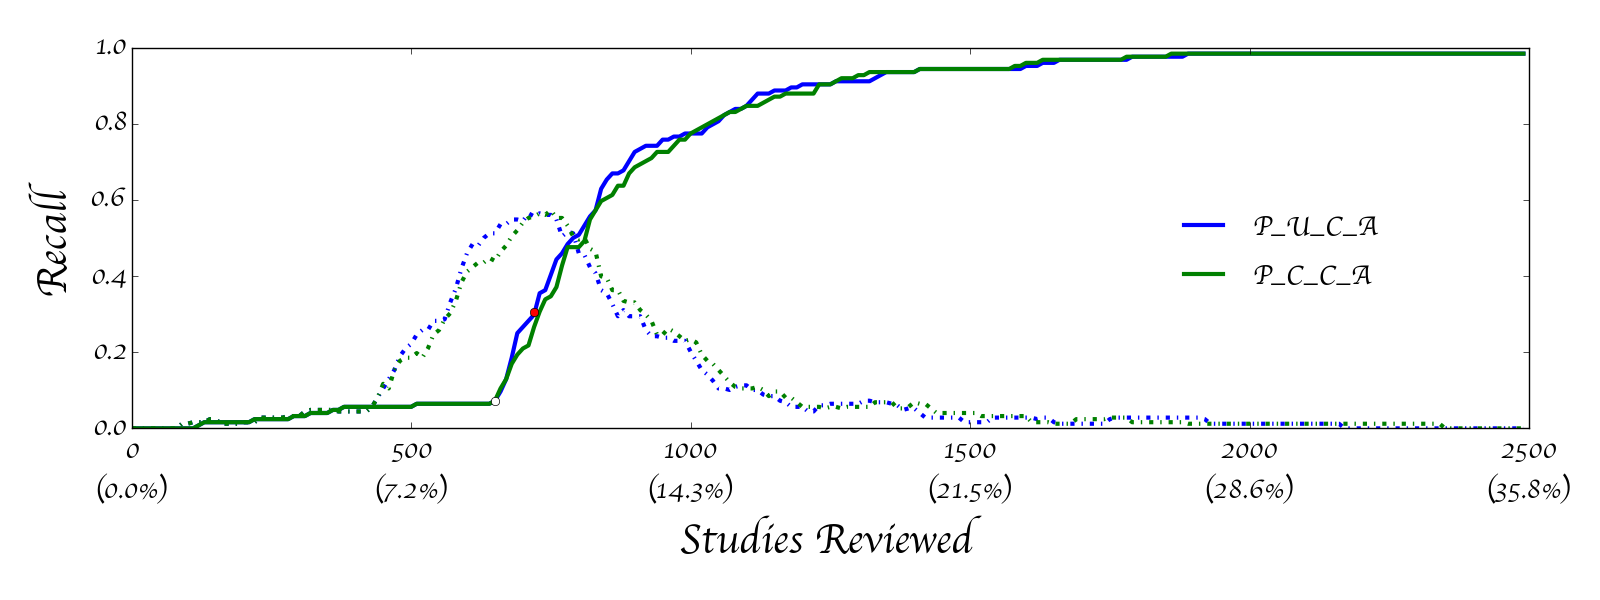 1.0
0.8
0.6
0.4
0.2
0.0
Recall
P_U_C_A
P_C_C_A
0 500 1000 1500 2000 2500
(0.0%) (7.2%) (14.3%) (21.5%) (28.6%) (35.8%)
Studies Reviewed